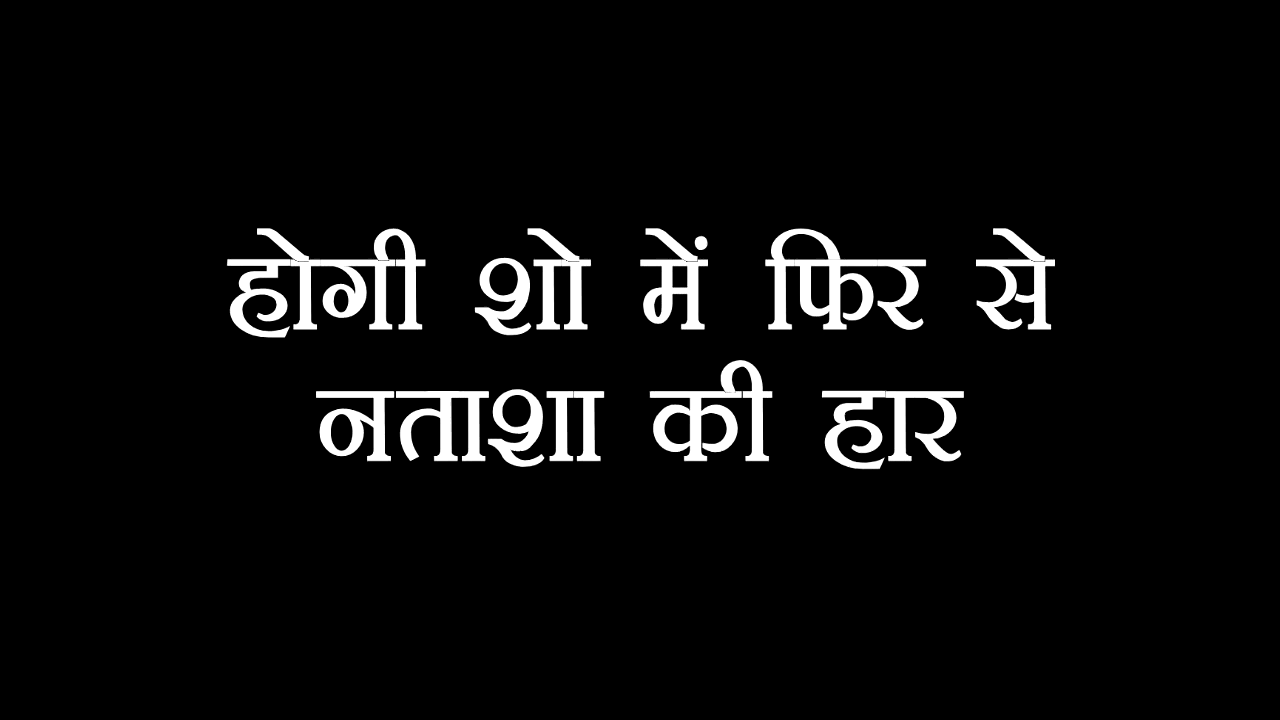 होगी शो में फिर से
नताशा की हार